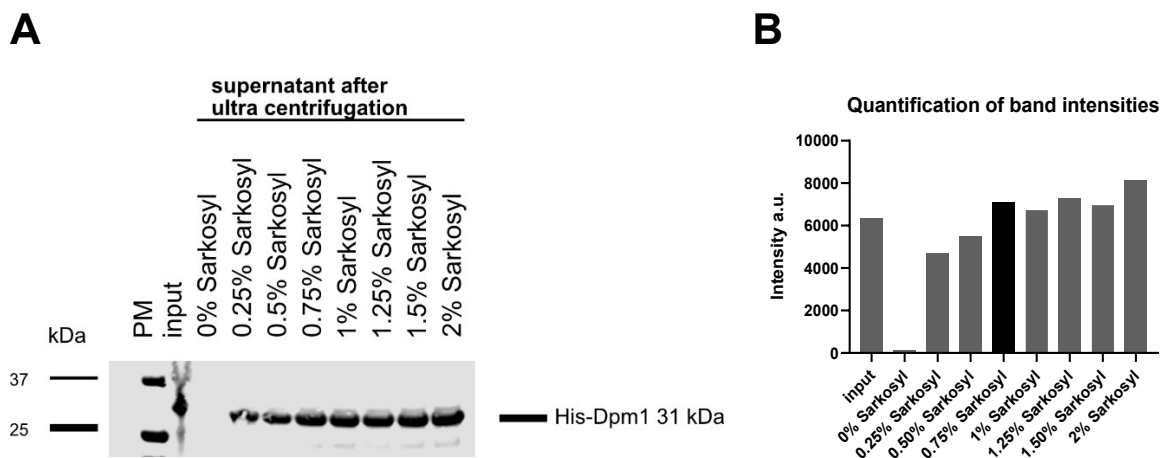 A
supernatant after
ultra centrifugation
kDa
PM
input
0% Sarkosyl
0.25% Sarkosyl
0.5% Sarkosyl
0.75% Sarkosyl
1% Sarkosyl
1.25% Sarkosyl
1.5% Sarkosyl
2% Sarkosyl
37
25
His-Dpm1 31 kDa
B
Quantification of band intensities
Intensity a.u.
10000
8000
6000
4000
2000
0
input
0% Sarkosyl
0.25% Sarkosyl
0.50% Sarkosyl
0.75% Sarkosyl
1% Sarkosyl
1.25% Sarkosyl
1.50% Sarkosyl
2% Sarkosyl